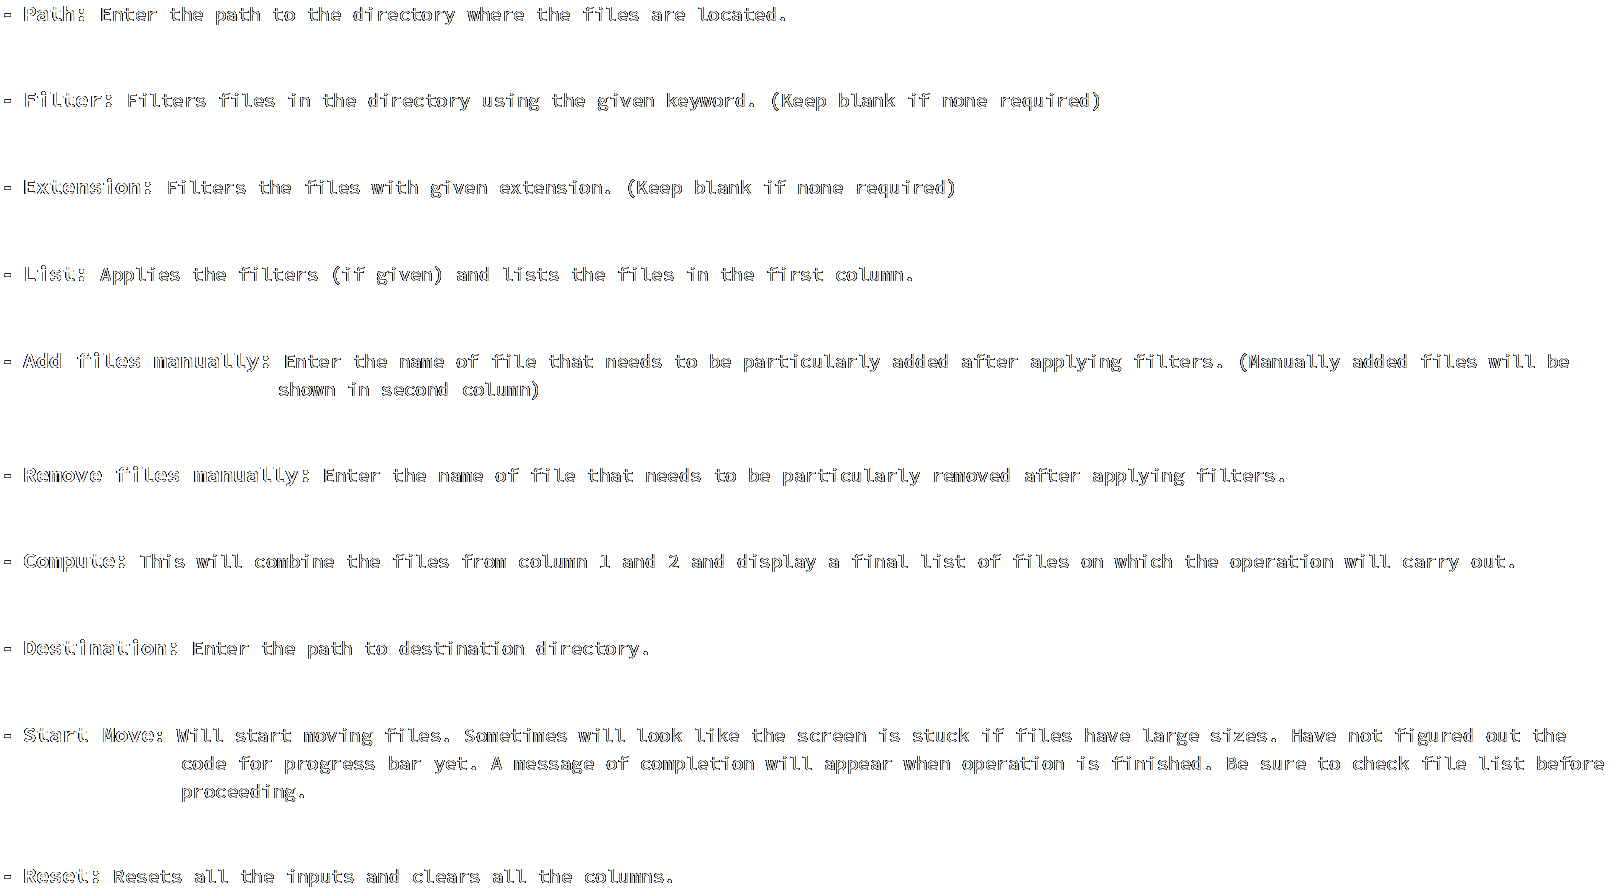 - Path: Enter the path to the directory where the files are located.
- Filter: Filters files in the directory using the given keyword. (Keep blank if none required)
- Extension: Filters the files with given extension. (Keep blank if none required)
- List: Applies the filters (if given) and lists the files in the first column.
- Add files manually: Enter the name of file that needs to be particularly added after applying filters. (Manually added files will be
shown in second column)
- Remove files manually: Enter the name of file that needs to be particularly removed after applying filters.
- Compute: This will combine the files from column 1 and 2 and display a final list of files on which the operation will carry out.
- Destination: Enter the path to destination directory.
- Start Move: Will start moving files. Sometimes will look like the screen is stuck if files have large sizes. Have not figured out the
code for progress bar yet. A message of completion will appear when operation is finished. Be sure to check file list before
proceeding.
- Reset: Resets all the inputs and clears all the columns.